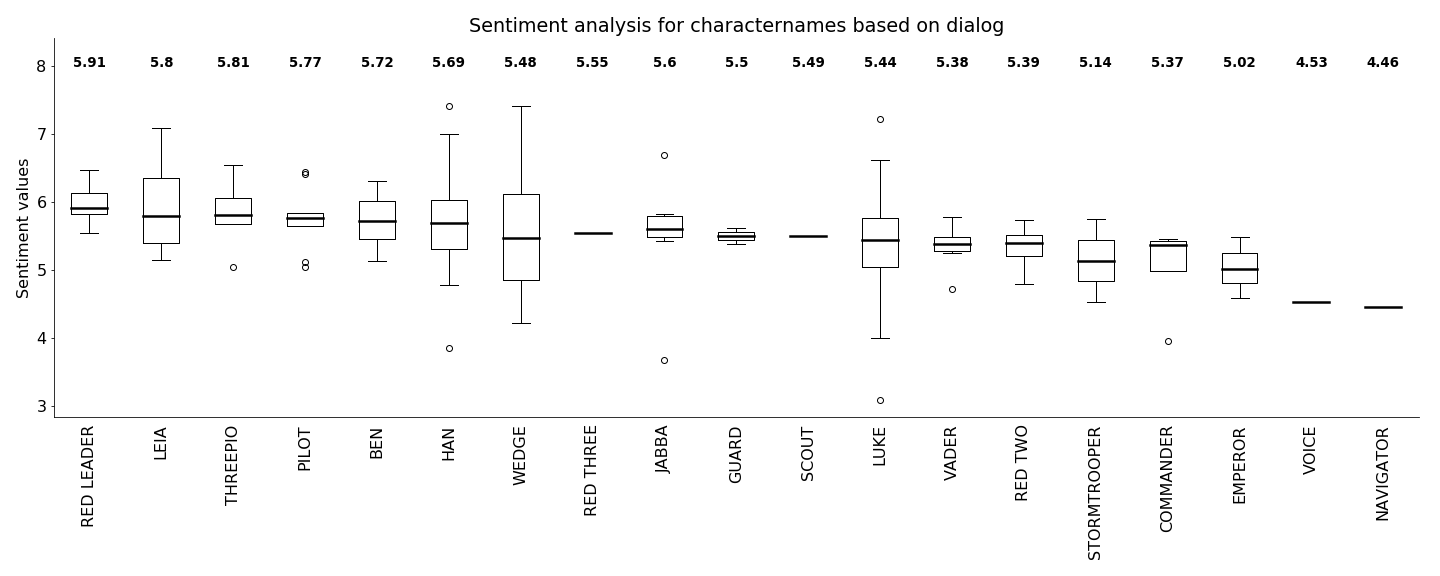 Sentiment analysis for characternames based on dialog
5.91 5.8 5.81 5.77 5.72 5.69 5.48 5.55 5.6 5.5 5.49 5.44 5.38 5.39 5.14 5.37 5.02 4.53 4.46
Sentiment values
8
7
6
5
4
3
RED LEADER
LEIA
THREEPIO
PILOT
BEN
HAN
WEDGE
RED THREE
JABBA
GUARD
SCOUT
LUKE
VADER
RED TWO
STORMTROOPER
COMMANDER
EMPEROR
VOICE
NAVIGATOR